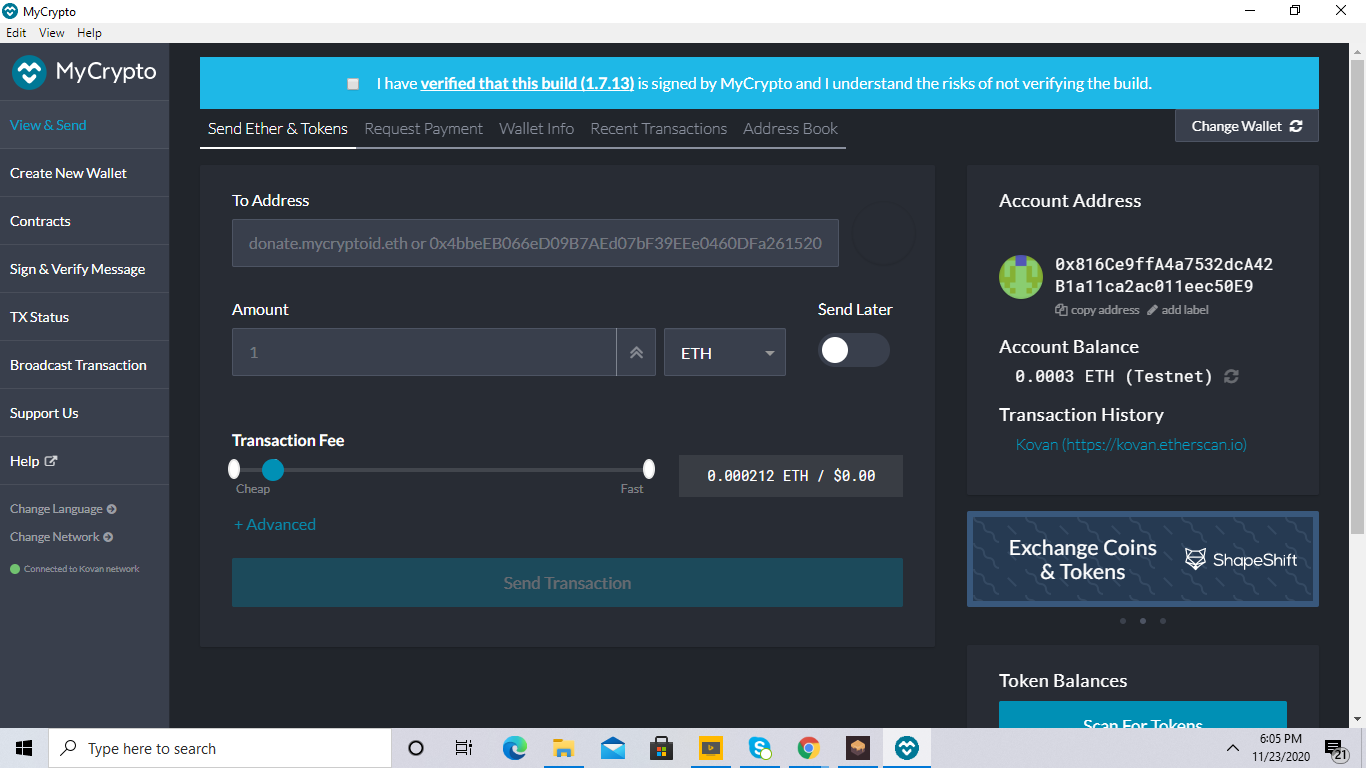 MyCrypto
Edit View Help
MyCrypto
View & Send
Create New Wallet
Contracts
Sign & Verify Message
TX Status
Broadcast Transaction
Support Us
Help
Change Language
Change Network
Connected to Kovan network
I have verified that this build (1.7.13) is signed by MyCrypto and I understand the risks of not verifying the build.
Send Ether & Tokens Request Payment Wallet Info Recent Transactions Address Book
Change Wallet
To Address
donate.mycryptoid.eth or 0x4bbeEB066eD09B7AEd07bF39EEe0460DFa261520
Amount
Send Later
1
ETH
Transaction Fee
Cheap
Fast
0.000212 ETH / $0.00
+ Advanced
Send Transaction
Account Address
0x816Ce9ffA4a7532dcA42
B1a11ca2ac011eec50E9
copy address add label
Account Balance
0.0003 ETH (Testnet)
Transaction History
Kovan (https://kovan.etherscan.io)
Exchange Coins
& Tokens
ShapeShift
Token Balances
Scan For Tokens
Type here to search
6:05 PM
11/23/2020
21